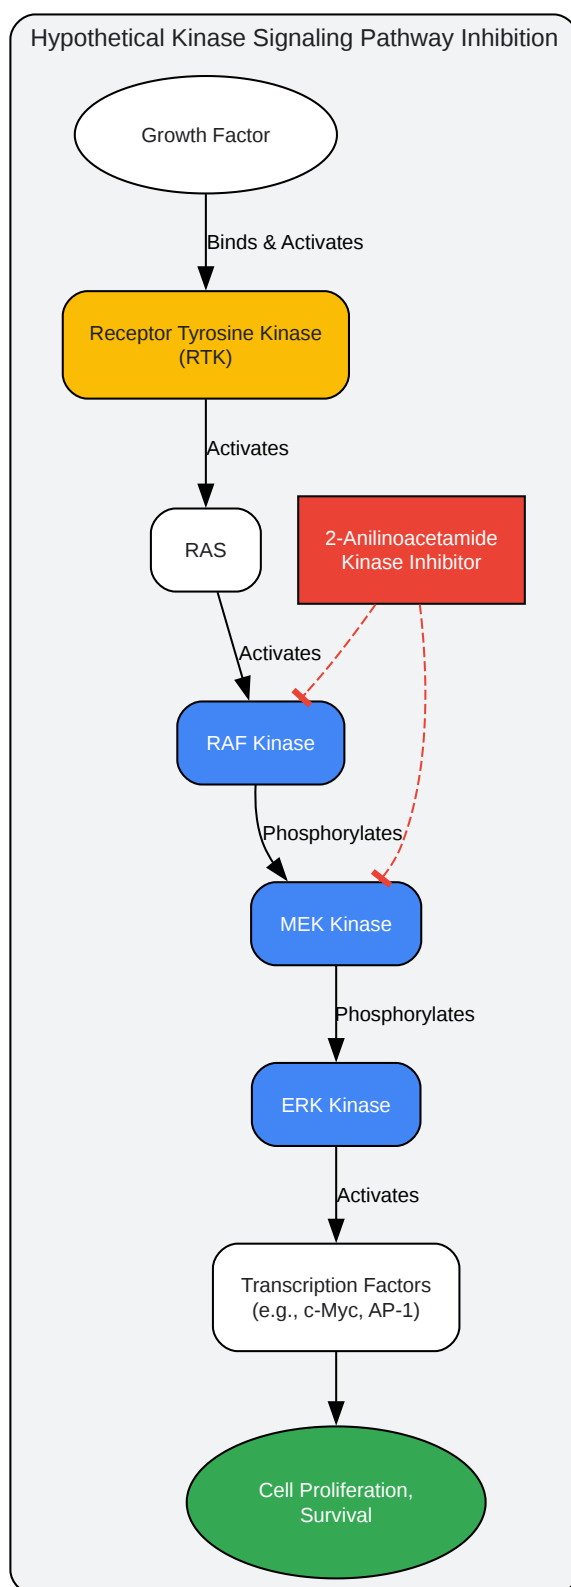 Hypothetical Kinase Signaling Pathway Inhibition
Growth Factor
Binds & Activates
Receptor Tyrosine Kinase
(RTK)
Activates
RAS
2-Anilinoacetamide
Kinase Inhibitor
Activates
RAF Kinase
Phosphorylates
MEK Kinase
Phosphorylates
ERK Kinase
Activates
Transcription Factors
(e.g., c-Myc, AP-1)
Cell Proliferation,
Survival